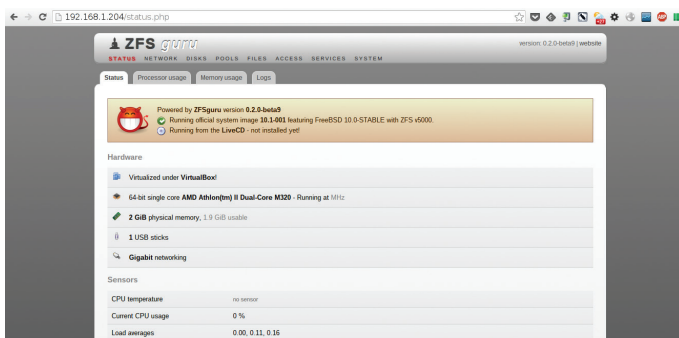 192.168.1.204/status.php
ZFS guru
version: 0.2.0-beta9 | website
STATUS NETWORK DISKS POOLS FILES ACCESS SERVICES SYSTEM
Status Processor usage Memory usage Logs
Powered by ZFSguru version 0.2.0-beta9
Running official system image 10.1-001 featuring FreeBSD 10.0-STABLE with ZFS v5000.
Running from the LiveCD - not installed yet!
Hardware
Virtualized under VirtualBox!
64-bit single core AMD Athlon(tm) II Dual-Core M320 - Running at MHz
2 GiB physical memory, 1.9 GiB usable
1 USB sticks
Gigabit networking
Sensors
CPU temperature no sensor
Current CPU usage 0 %
Load averages 0.00, 0.11, 0.16